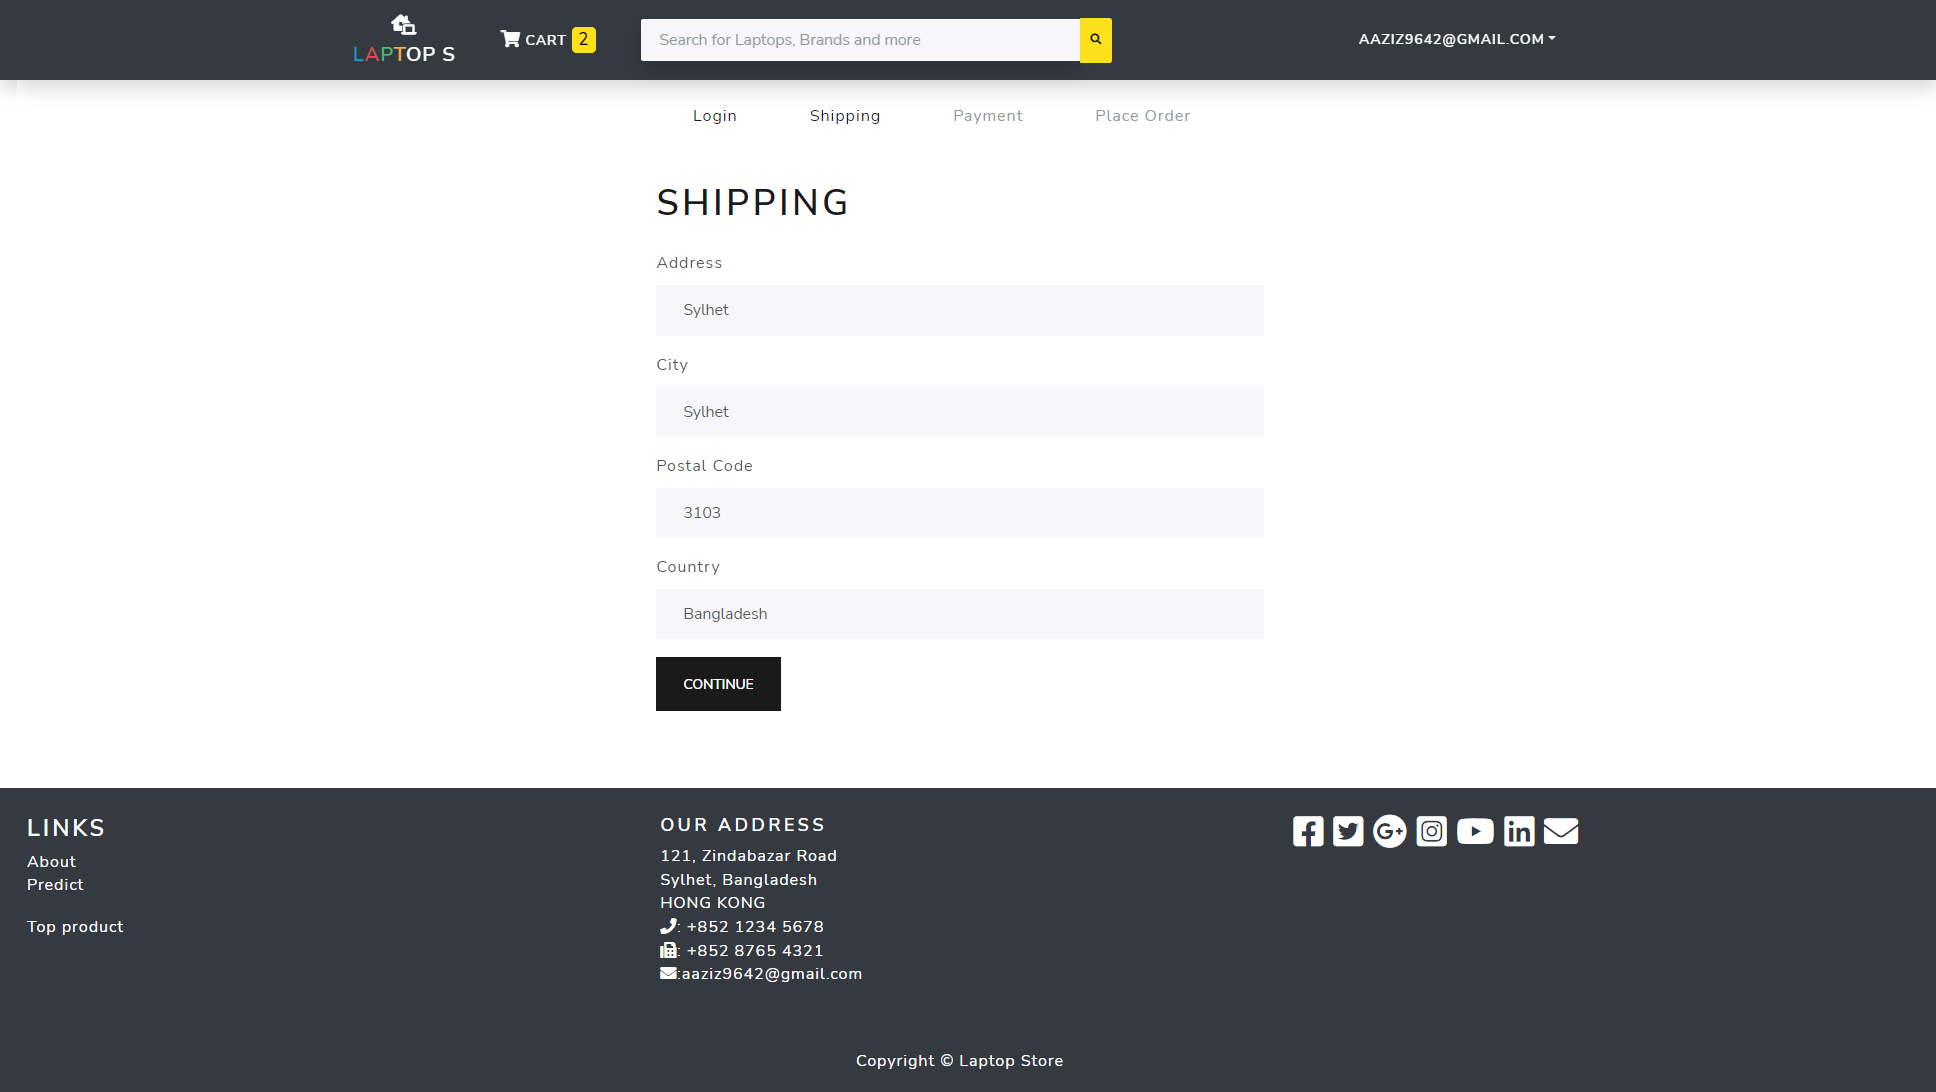 LAPTOP S
CART 2
Search for Laptops, Brands and more
AAZIZ9642@GMAIL.COM
Login Shipping Payment Place Order
SHIPPING
Address
Sylhet
City
Sylhet
Postal Code
3103
Country
Bangladesh
CONTINUE
LINKS
About
Predict
Top product
OUR ADDRESS
121, Zindabazar Road
Sylhet, Bangladesh
HONG KONG
: +852 1234 5678
: +852 8765 4321
:aaziz9642@gmail.com
Copyright © Laptop Store